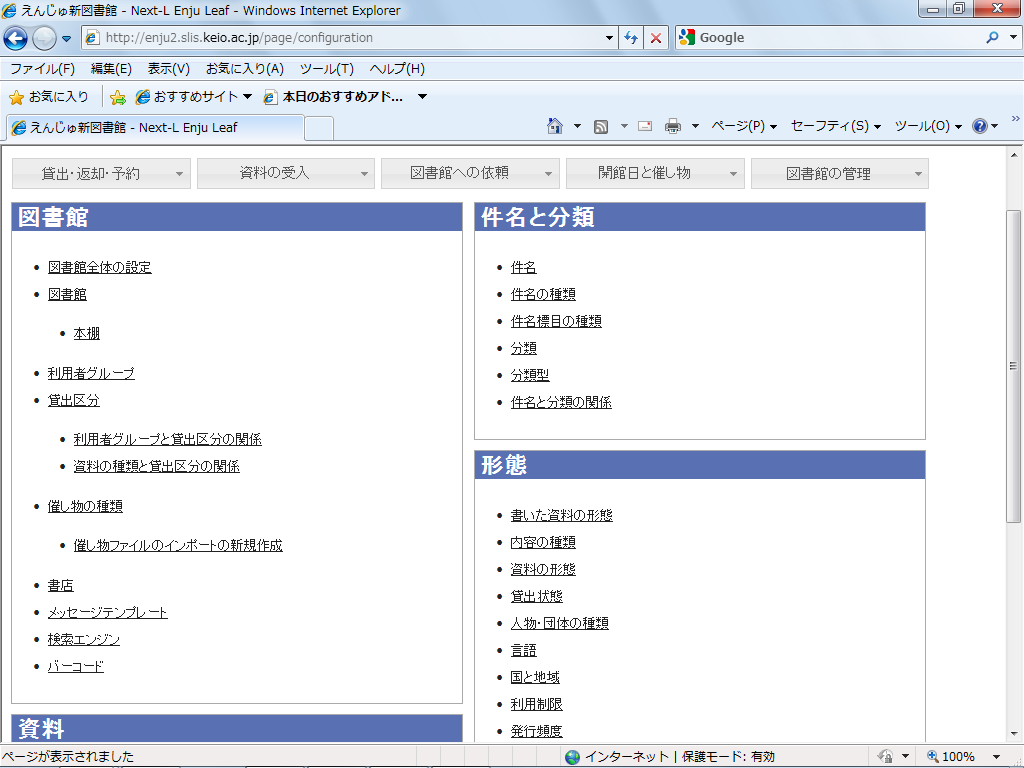 えんじゅ新図書館 - Next-L Enju Leaf - Windows Internet Explorer
http://enju2.slis.keio.ac.jp/page/configuration
Google
ファイル(F) 編集(E) 表示(V) お気に入り(A) ツール(T) ヘルプ(H)
お気に入り おすすめサイト 本日のおすすめアド...
えんじゅ新図書館 - Next-L Enju Leaf
ページ(P) セーフティ(S) ツール(O)
貸出・返却・予約 資料の受入 図書館への依頼 開館日と催し物 図書館の管理
図書館
図書館全体の設定
図書館
本棚
利用者グループ
貸出区分
利用者グループと貸出区分の関係
資料の種類と貸出区分の関係
催し物の種類
催し物ファイルのインポートの新規作成
書店
メッセージテンプレート
検索エンジン
バーコード
資料
件名と分類
件名
件名の種類
件名標目の種類
分類
分類型
件名と分類の関係
形態
書いた資料の形態
内容の種類
資料の形態
貸出状態
人物・団体の種類
言語
国と地域
利用制限
発行頻度
ページが表示されました インターネット | 保護モード: 有効 100%